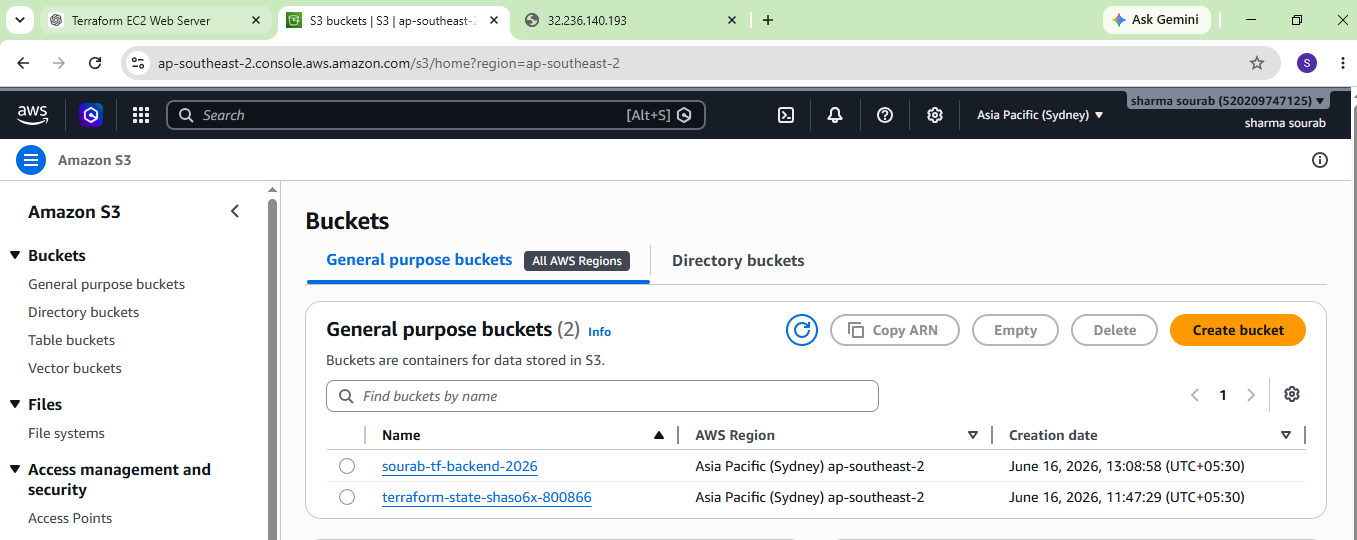 Terraform EC2 Web Server
S3 buckets | S3 | ap-southeast-2
32.236.140.193
Ask Gemini
ap-southeast-2.console.aws.amazon.com/s3/home?region=ap-southeast-2
S
aws
Search
[Alt+S]
Asia Pacific (Sydney)
sharma sourab (520209747125)
sharma sourab
Amazon S3
Amazon S3
Buckets
General purpose buckets
Directory buckets
Table buckets
Vector buckets
Files
File systems
Access management and
security
Access Points
Buckets
General purpose buckets All AWS Regions Directory buckets
General purpose buckets (2) Info
Copy ARN Empty Delete Create bucket
Buckets are containers for data stored in S3.
Find buckets by name
1
Name AWS Region Creation date
sourab-tf-backend-2026 Asia Pacific (Sydney) ap-southeast-2 June 16, 2026, 13:08:58 (UTC+05:30)
terraform-state-shaso6x-800866 Asia Pacific (Sydney) ap-southeast-2 June 16, 2026, 11:47:29 (UTC+05:30)